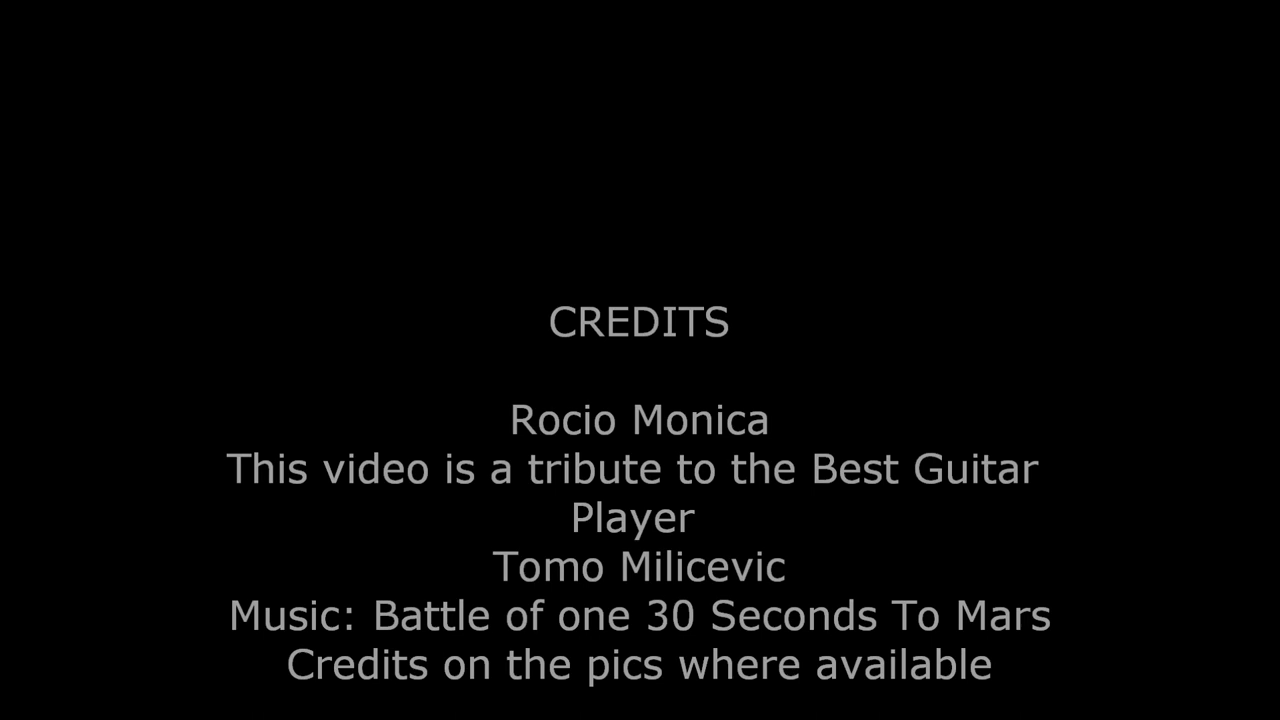 CREDITS
Rocio Monica
This video is a tribute to the Best Guitar
Player
Tomo Milicevic
Music: Battle of one 30 Seconds To Mars
Credits on the pics where available